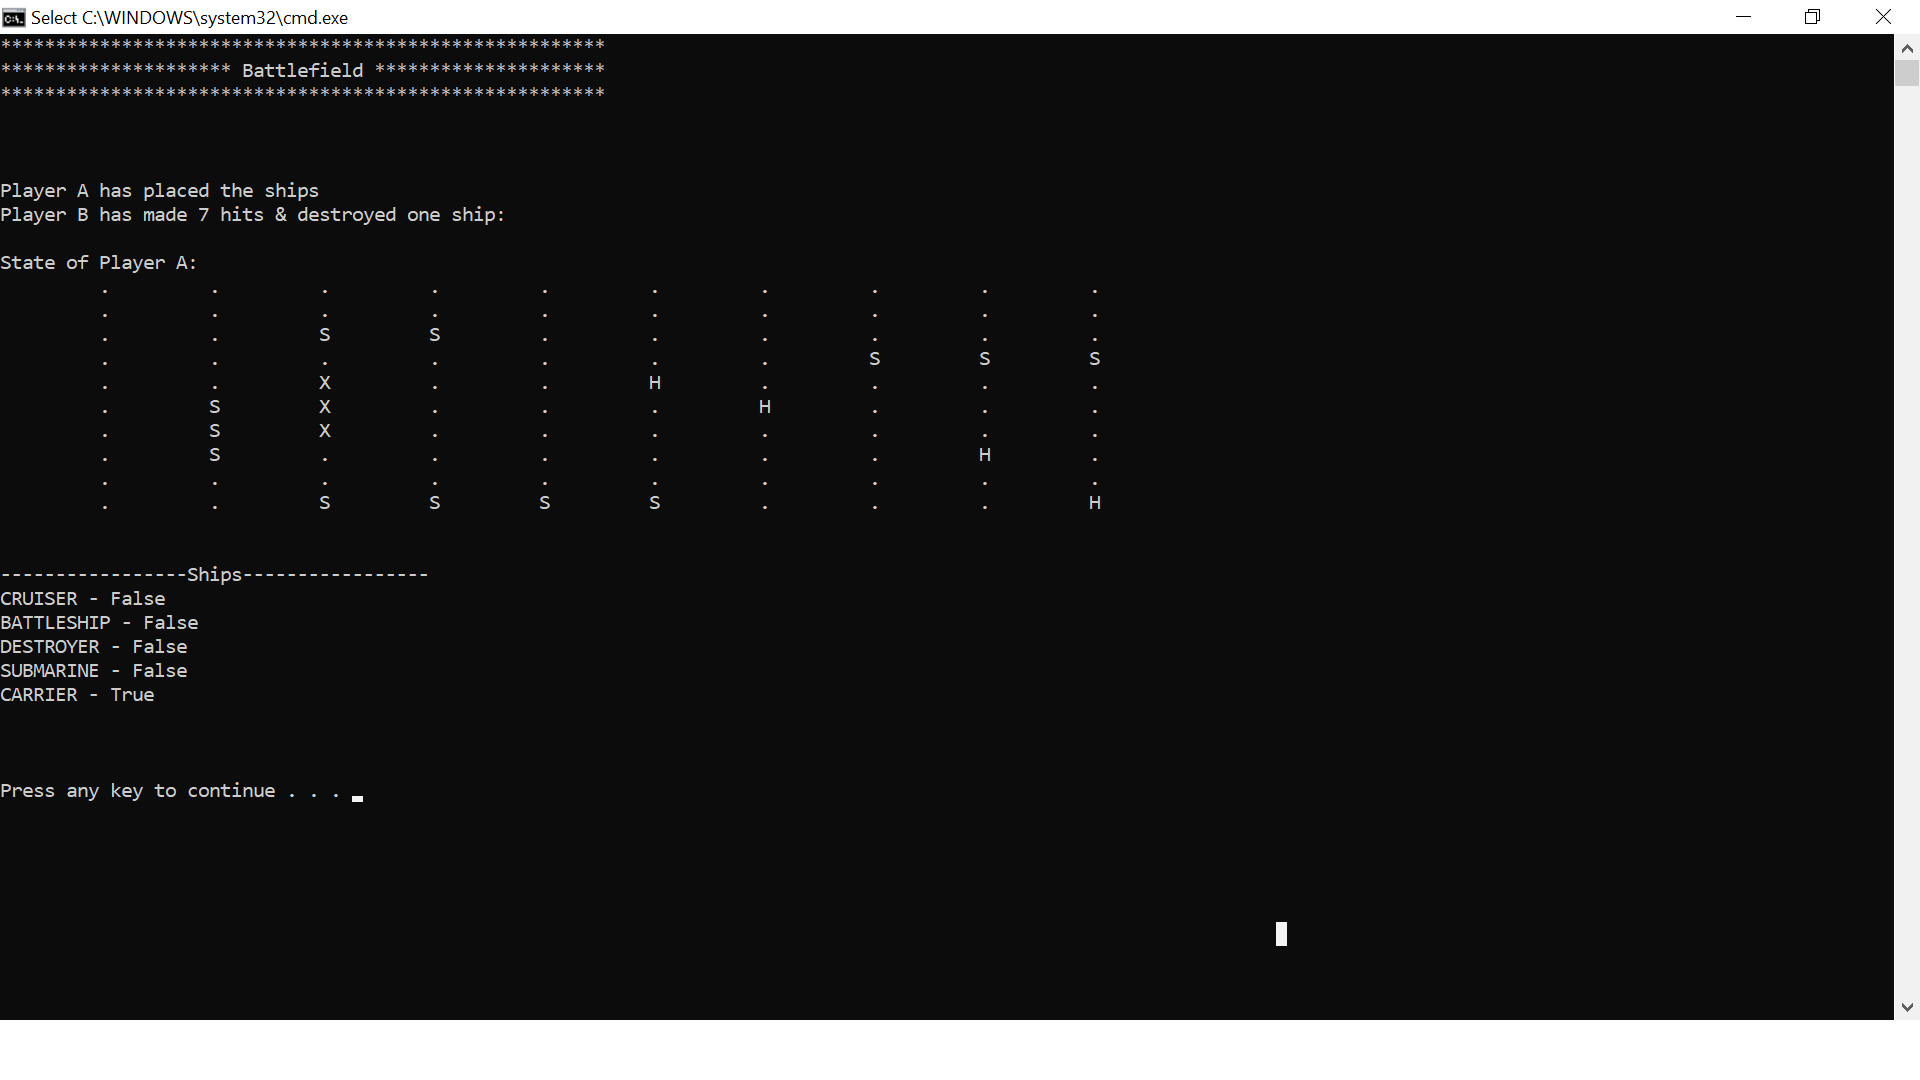 Select C:\WINDOWS\system32\cmd.exe
*******************************************************
********************* Battlefield *********************
*******************************************************
Player A has placed the ships
Player B has made 7 hits & destroyed one ship:
State of Player A:
. . . . . . . . . .
. . . . . . . . . .
. . S S . . . . . .
. . . . . . . S S S
. . X . . H . . . .
. S X . . . H . . .
. S X . . . . . . .
. S . . . . . . H .
. . . . . . . . . .
. . S S S S . . . H
-----------------Ships-----------------
CRUISER - False
BATTLESHIP - False
DESTROYER - False
SUBMARINE - False
CARRIER - True
Press any key to continue . . .